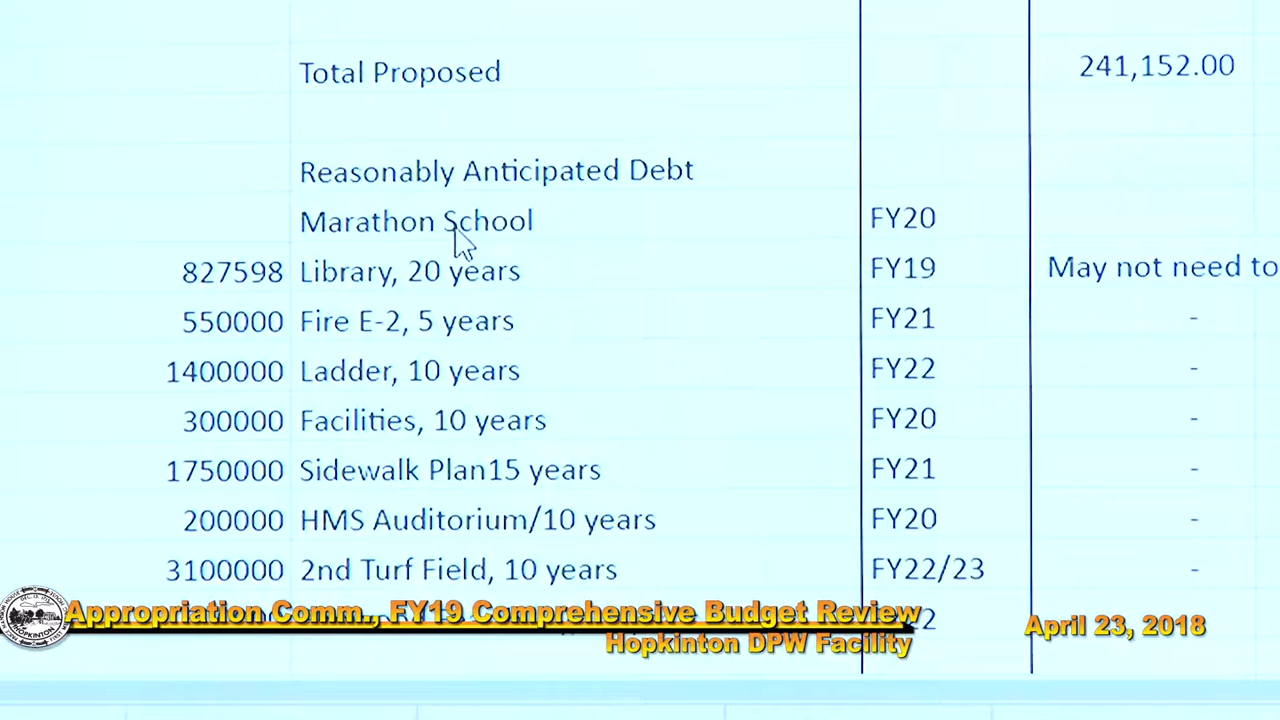 Total Proposed 241,152.00
Reasonably Anticipated Debt
Marathon School FY20
827598 Library, 20 years FY19 May not need to
550000 Fire E-2, 5 years FY21 -
1400000 Ladder, 10 years FY22 -
300000 Facilities, 10 years FY20 -
1750000 Sidewalk Plan15 years FY21 -
200000 HMS Auditorium/10 years FY20 -
3100000 2nd Turf Field, 10 years FY22/23 -
Appropriation Comm., FY19 Comprehensive Budget Review
Hopkinton DPW Facility
April 23, 2018
HOPKINTON